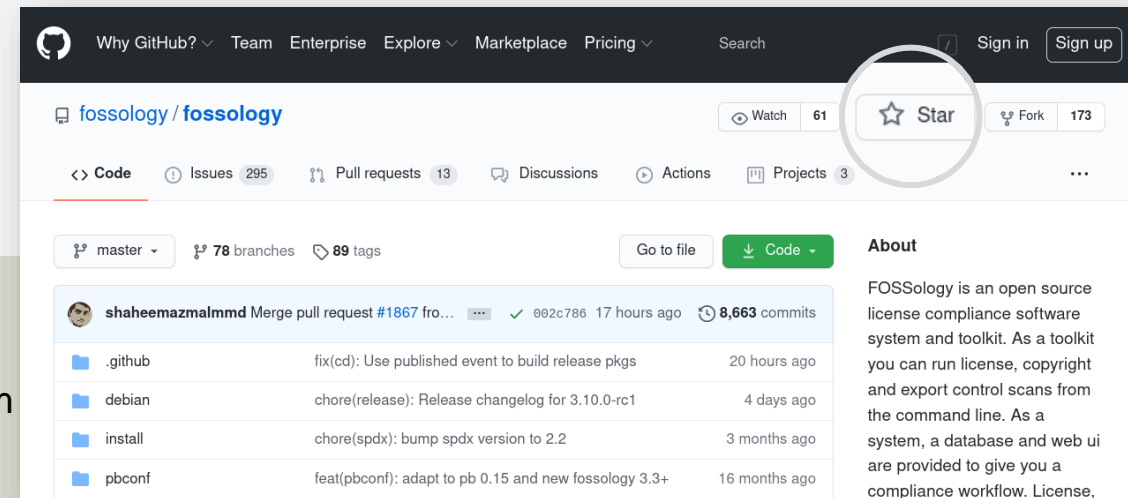 Why GitHub? Team Enterprise Explore Marketplace Pricing Search / Sign in Sign up
fossology / fossology Watch 61 Star Fork 173
<> Code Issues 295 Pull requests 13 Discussions Actions Projects 3 ...
master 78 branches 89 tags Go to file Code About
shaheemazmalmmd Merge pull request #1867 fro... ... 002c786 17 hours ago 8,663 commits
.github fix(cd): Use published event to build release pkgs 20 hours ago
debian chore(release): Release changelog for 3.10.0-rc1 4 days ago
install chore(spdx): bump spdx version to 2.2 3 months ago
pbconf feat(pbconf): adapt to pb 0.15 and new fossology 3.3+ 16 months ago
FOSSology is an open source
license compliance software
system and toolkit. As a toolkit
you can run license, copyright
and export control scans from
the command line. As a
system, a database and web ui
are provided to give you a
compliance workflow. License,